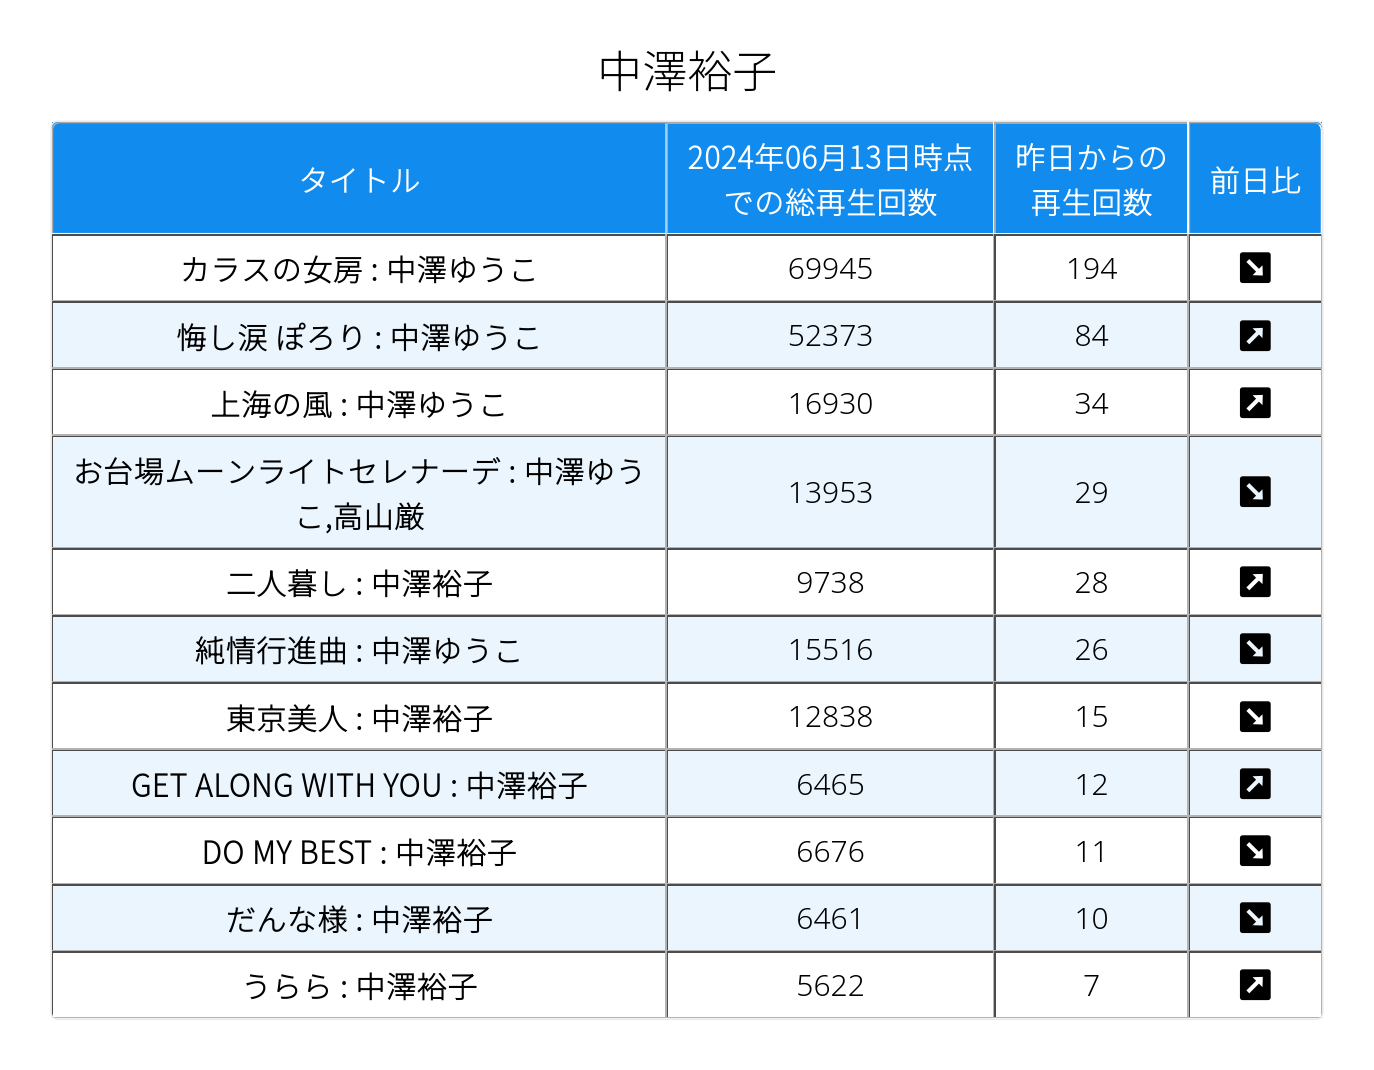 中澤裕子
タイトル
2024年06月13日時点
での総再生回数
昨日からの
再生回数
前日比
カラスの女房 : 中澤ゆうこ
69945
194
悔し涙 ぽろり : 中澤ゆうこ
52373
84
上海の風 : 中澤ゆうこ
16930
34
お台場ムーンライトセレナーデ : 中澤ゆう
こ,高山厳
13953
29
二人暮し : 中澤裕子
9738
28
純情行進曲 : 中澤ゆうこ
15516
26
東京美人 : 中澤裕子
12838
15
GET ALONG WITH YOU : 中澤裕子
6465
12
DO MY BEST : 中澤裕子
6676
11
だんな様 : 中澤裕子
6461
10
うらら : 中澤裕子
5622
7